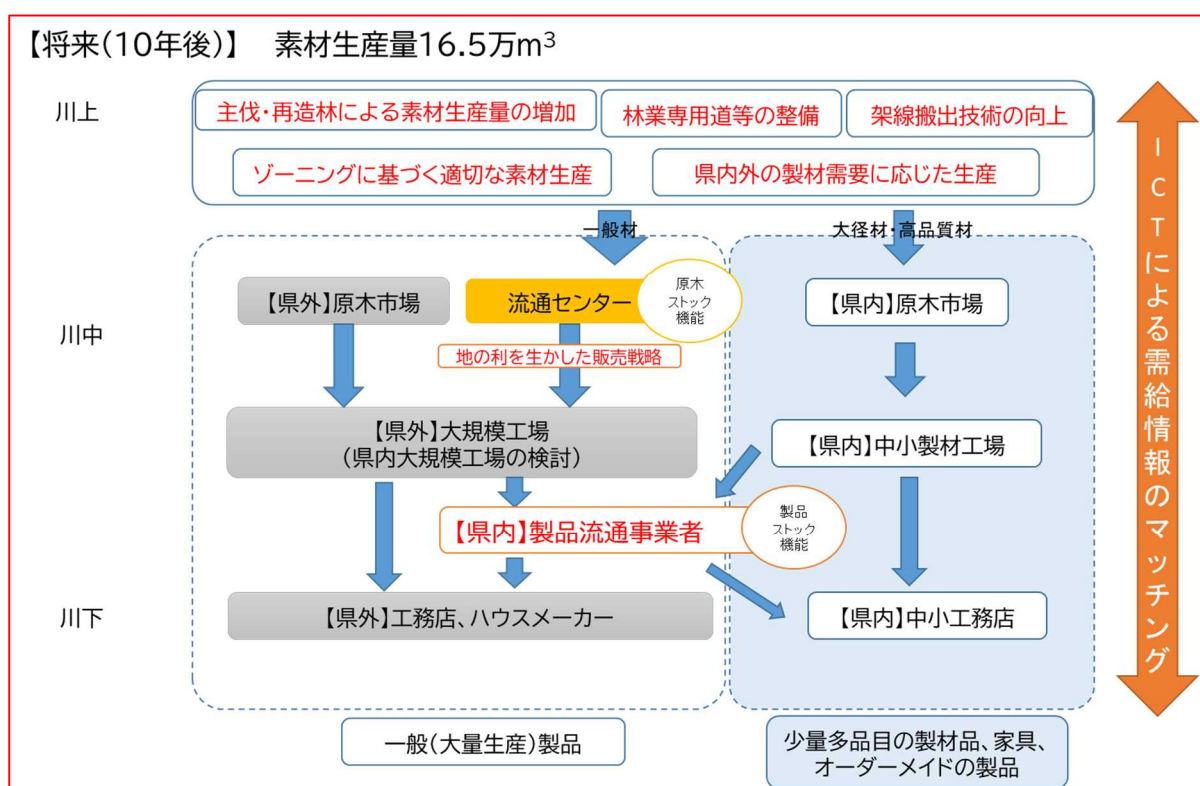 【将来(10年後)】 素材生産量16.5万m³
川上
主伐・再造林による素材生産量の増加
林業専用道等の整備
架線搬出技術の向上
ゾーニングに基づく適切な素材生産
県内外の製材需要に応じた生産
一般材
大径材・高品質材
川中
【県外】原木市場
流通センター
原木
ストック
機能
【県内】原木市場
地の利を生かした販売戦略
【県外】大規模工場
(県内大規模工場の検討)
【県内】中小製材工場
【県内】製品流通事業者
製品
ストック
機能
川下
【県外】工務店、ハウスメーカー
【県内】中小工務店
一般(大量生産)製品
少量多品目の製材品、家具、
オーダーメイドの製品
ICTによる需給情報のマッチング